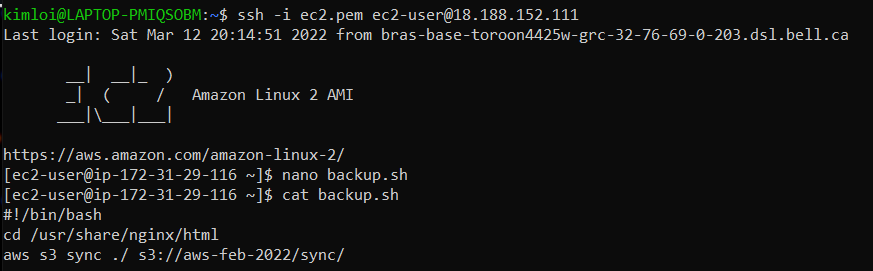 kimloi@LAPTOP-PMIQSOBM:~$ ssh -i ec2.pem ec2-user@18.188.152.111
Last login: Sat Mar 12 20:14:51 2022 from bras-base-toroon4425w-grc-32-76-69-0-203.dsl.bell.ca

       __|  __|_  )
       _|  (     /   Amazon Linux 2 AMI
      ___|\___|___|

https://aws.amazon.com/amazon-linux-2/
[ec2-user@ip-172-31-29-116 ~]$ nano backup.sh
[ec2-user@ip-172-31-29-116 ~]$ cat backup.sh
#!/bin/bash
cd /usr/share/nginx/html
aws s3 sync ./ s3://aws-feb-2022/sync/